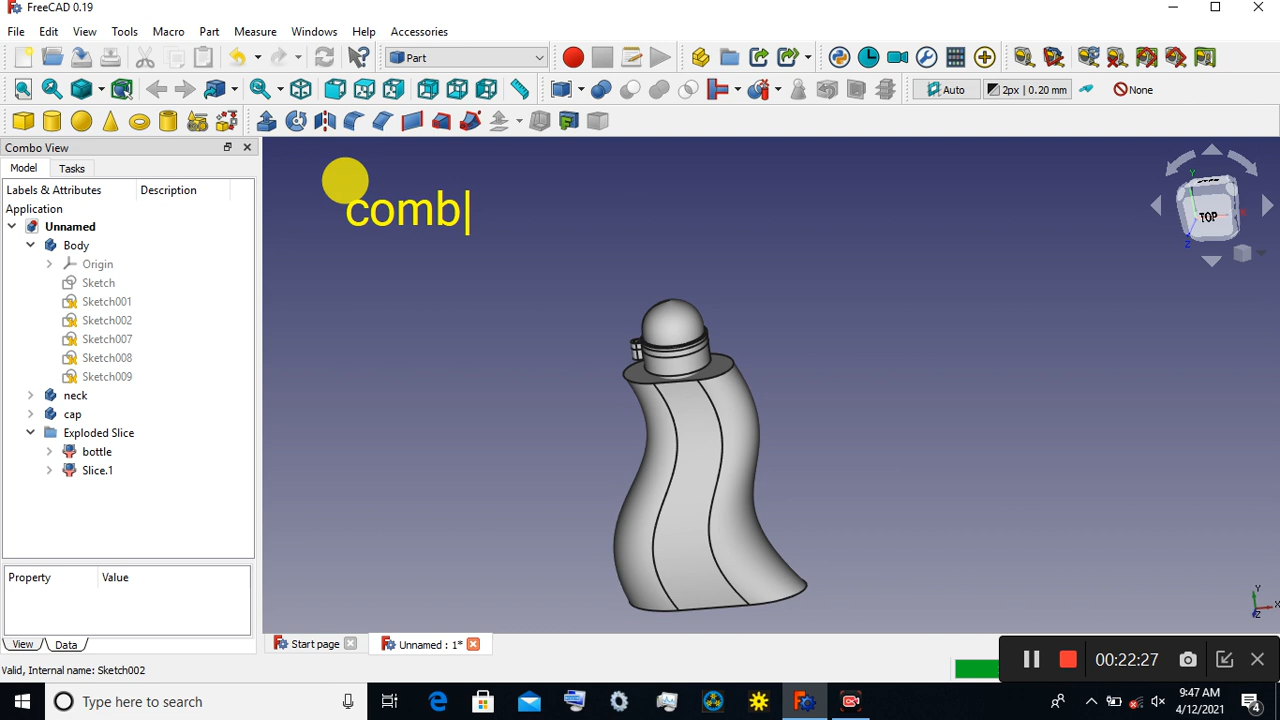 FreeCAD 0.19
File Edit View Tools Macro Part Measure Windows Help Accessories
Part
Auto 2px | 0.20 mm None
Combo View
Model Tasks
Labels & Attributes Description
Application
Unnamed
Body
Origin
Sketch
Sketch001
Sketch002
Sketch007
Sketch008
Sketch009
neck
cap
Exploded Slice
bottle
Slice.1
comb
TOP
Y
Z
Property Value
View Data
Start page Unnamed : 1*
Y
X
Z
Valid, Internal name: Sketch002
00:22:27
Type here to search
9:47 AM
4/12/2021
4